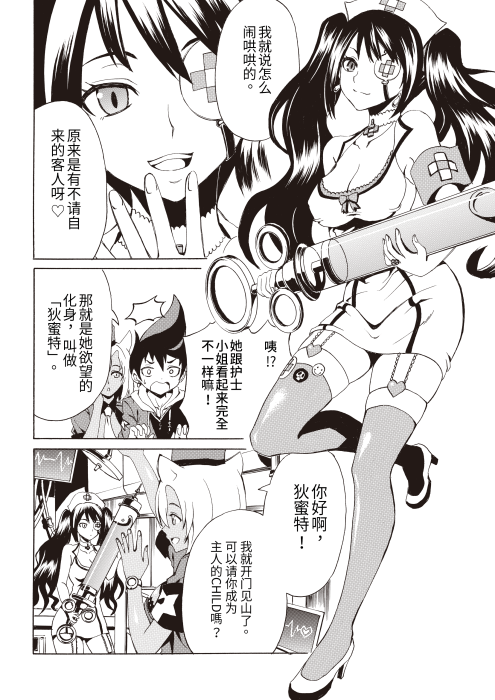 我就说怎么
闹哄哄的。
原来是有不请自
来的客人呀♡
咦!?
她跟护士
小姐看起来完全
不一样嘛！
那就是她欲望的
化身，叫做
「狄蜜特」。
你好啊，
狄蜜特！
我就开门见山了。
可以请你成为
主人的CHILD嗎？